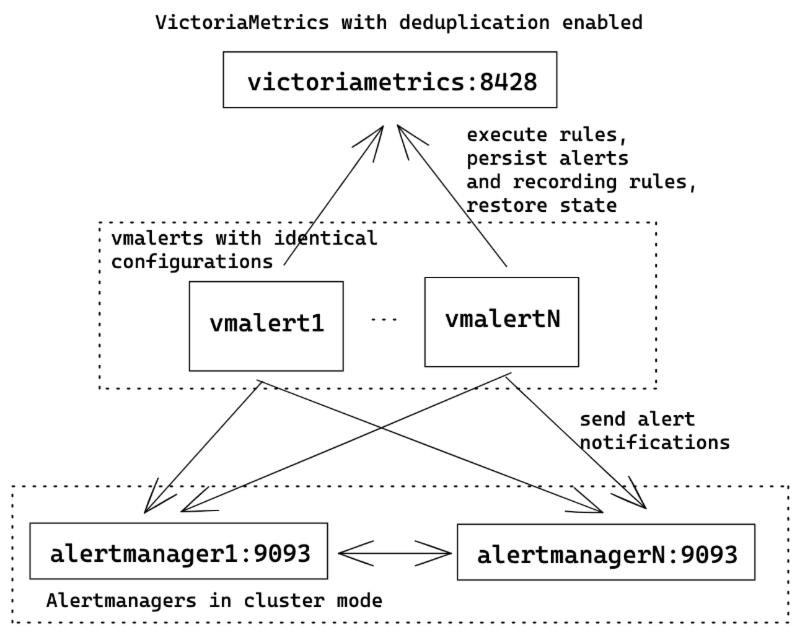 VictoriaMetrics with deduplication enabled
victoriametrics:8428
execute rules,
persist alerts
and recording rules,
restore state
vmalerts with identical
configurations
vmalert1
...
vmalertN
send alert
notifications
alertmanager1:9093
alertmanagerN:9093
Alertmanagers in cluster mode